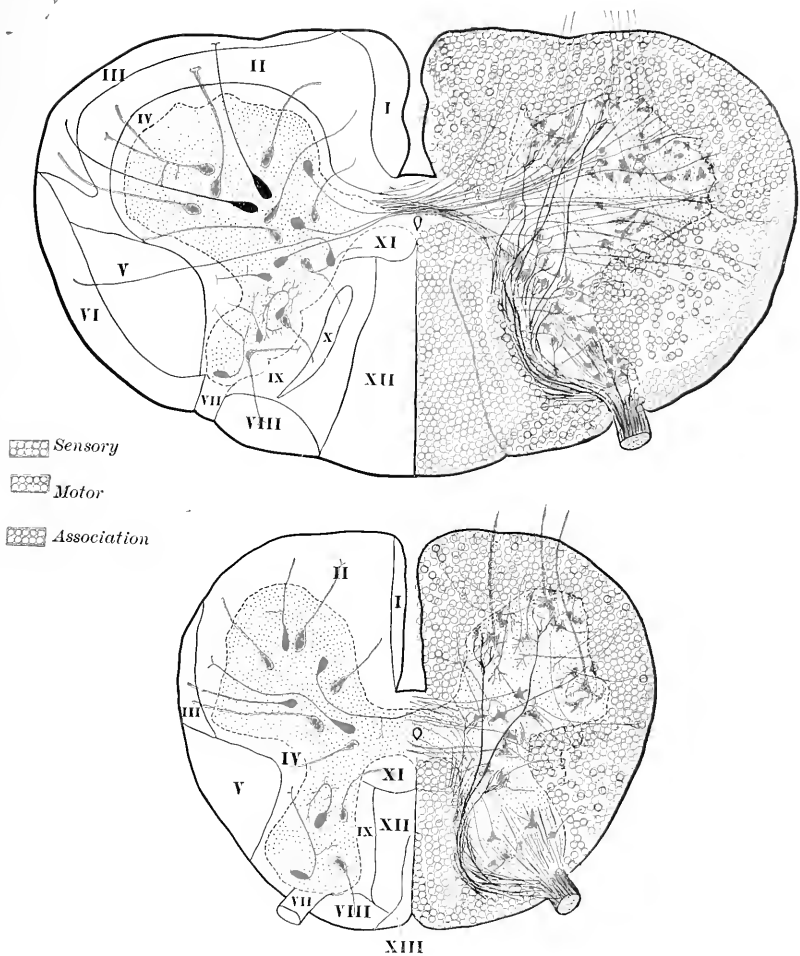 III
II
I
IV
V
XI
VI
X
IX
XII
VII
VIII
Sensory
Motor
Association
II
I
III
IV
XI
V
IX
XII
VII
VIII
XIII